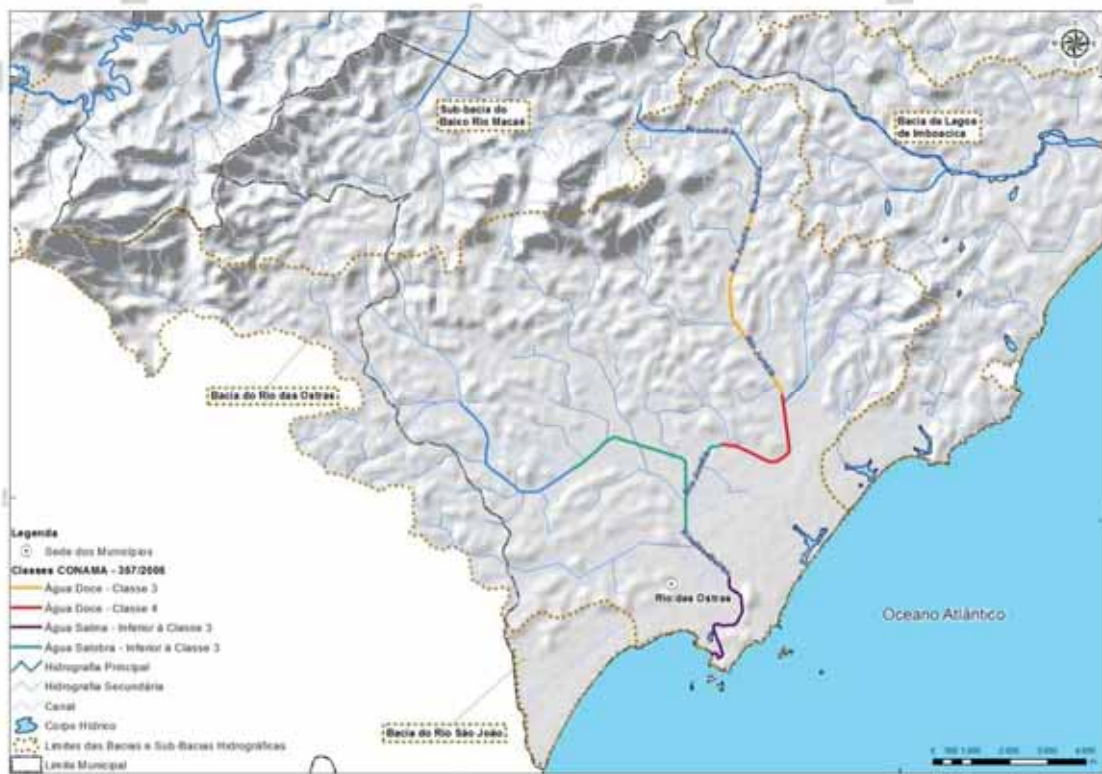 Sub-bacia do
Baixo Rio Macaé
Bacia da Lagoa
de Imboacica
Bacia do Rio das Ostras
Rio Jundiá
Rio das Ostras
Oceano Atlântico
Bacia do Rio São João
Legenda
Sede dos Municípios
Classes CONAMA - 357/2005
Água Doce - Classe 3
Água Doce - Classe 4
Água Salina - Inferior à Classe 3
Água Salobra - Inferior à Classe 3
Hidrografia Principal
Hidrografia Secundária
Canal
Corpo Hídrico
Limites das Bacias e Sub-Bacias Hidrográficas
Limite Municipal